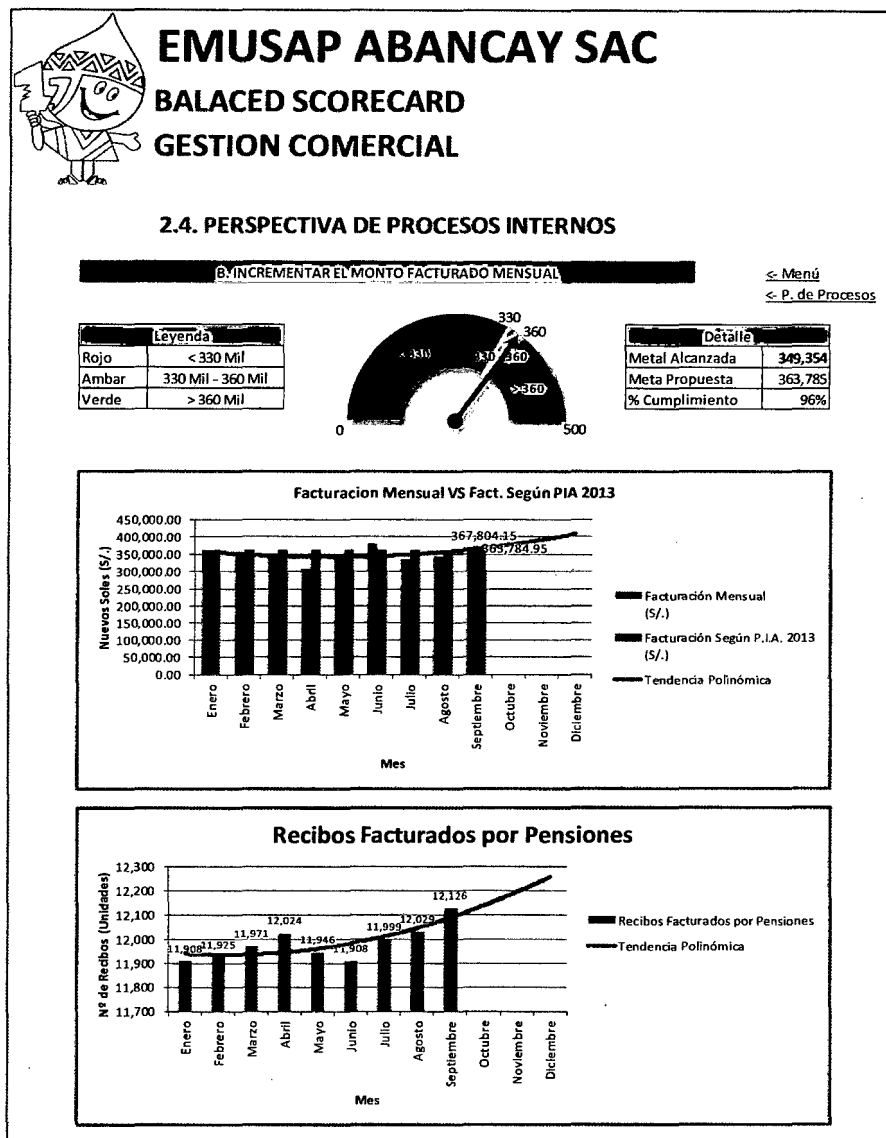 EMUSAP ABANCAY SAC
BALACED SCORECARD
GESTION COMERCIAL
2.4. PERSPECTIVA DE PROCESOS INTERNOS
B. INCREMENTAR EL MONTO FACTURADO MENSUAL
<- Menú
<- P. de Procesos
Leyenda
Rojo < 330 Mil
Ambar 330 Mil - 360 Mil
Verde > 360 Mil
330
360
< 330
330 - 360
> 360
0
500
Detalle
Metal Alcanzada 349,354
Meta Propuesta 363,785
% Cumplimiento 96%
Facturacion Mensual VS Fact. Según PIA 2013
Nuevos Soles (S/.)
450,000.00
400,000.00
350,000.00
300,000.00
250,000.00
200,000.00
150,000.00
100,000.00
50,000.00
0.00
367,804.15
363,784.95
Enero
Febrero
Marzo
Abril
Mayo
Junio
Julio
Agosto
Septiembre
Octubre
Noviembre
Diciembre
Mes
Facturación Mensual
(S/.)
Facturación Según P.I.A. 2013
(S/.)
Tendencia Polinómica
Recibos Facturados por Pensiones
Nº de Recibos (Unidades)
12,300
12,200
12,100
12,000
11,900
11,800
11,700
11,908
11,925
11,971
12,024
11,946
11,908
11,999
12,029
12,126
Enero
Febrero
Marzo
Abril
Mayo
Junio
Julio
Agosto
Septiembre
Octubre
Noviembre
Diciembre
Mes
Recibos Facturados por Pensiones
Tendencia Polinómica